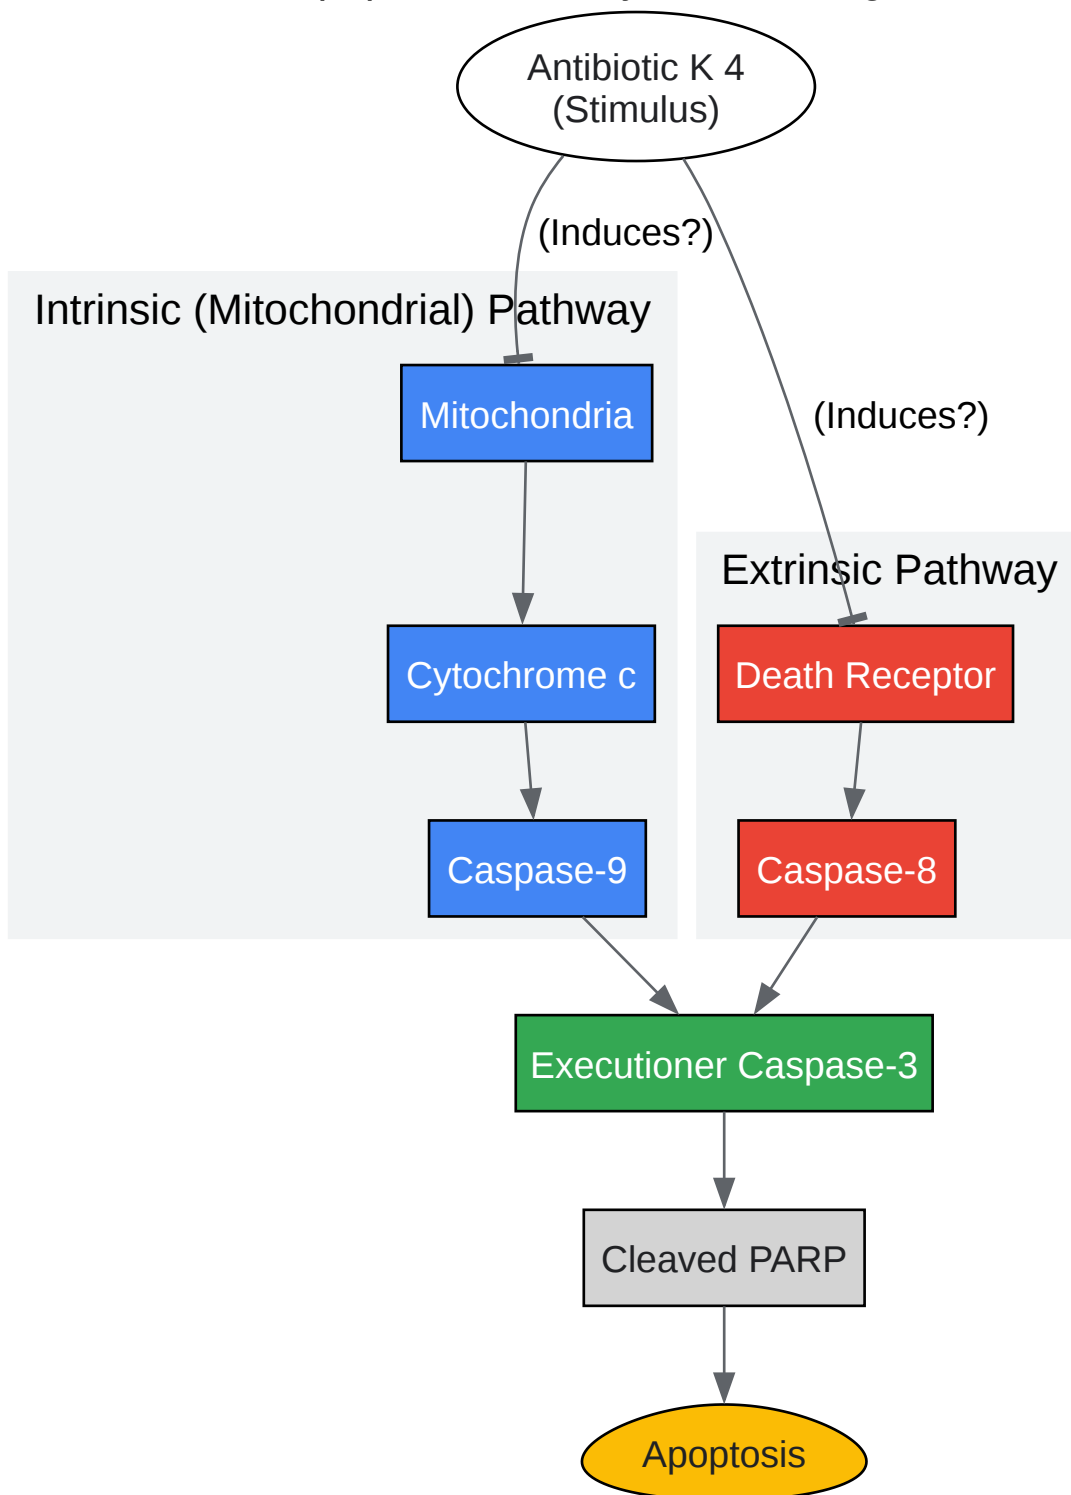 Antibiotic K 4
(Stimulus)
(Induces?)
Intrinsic (Mitochondrial) Pathway
Mitochondria
(Induces?)
Extrinsic Pathway
Cytochrome c
Death Receptor
Caspase-9
Caspase-8
Executioner Caspase-3
Cleaved PARP
Apoptosis